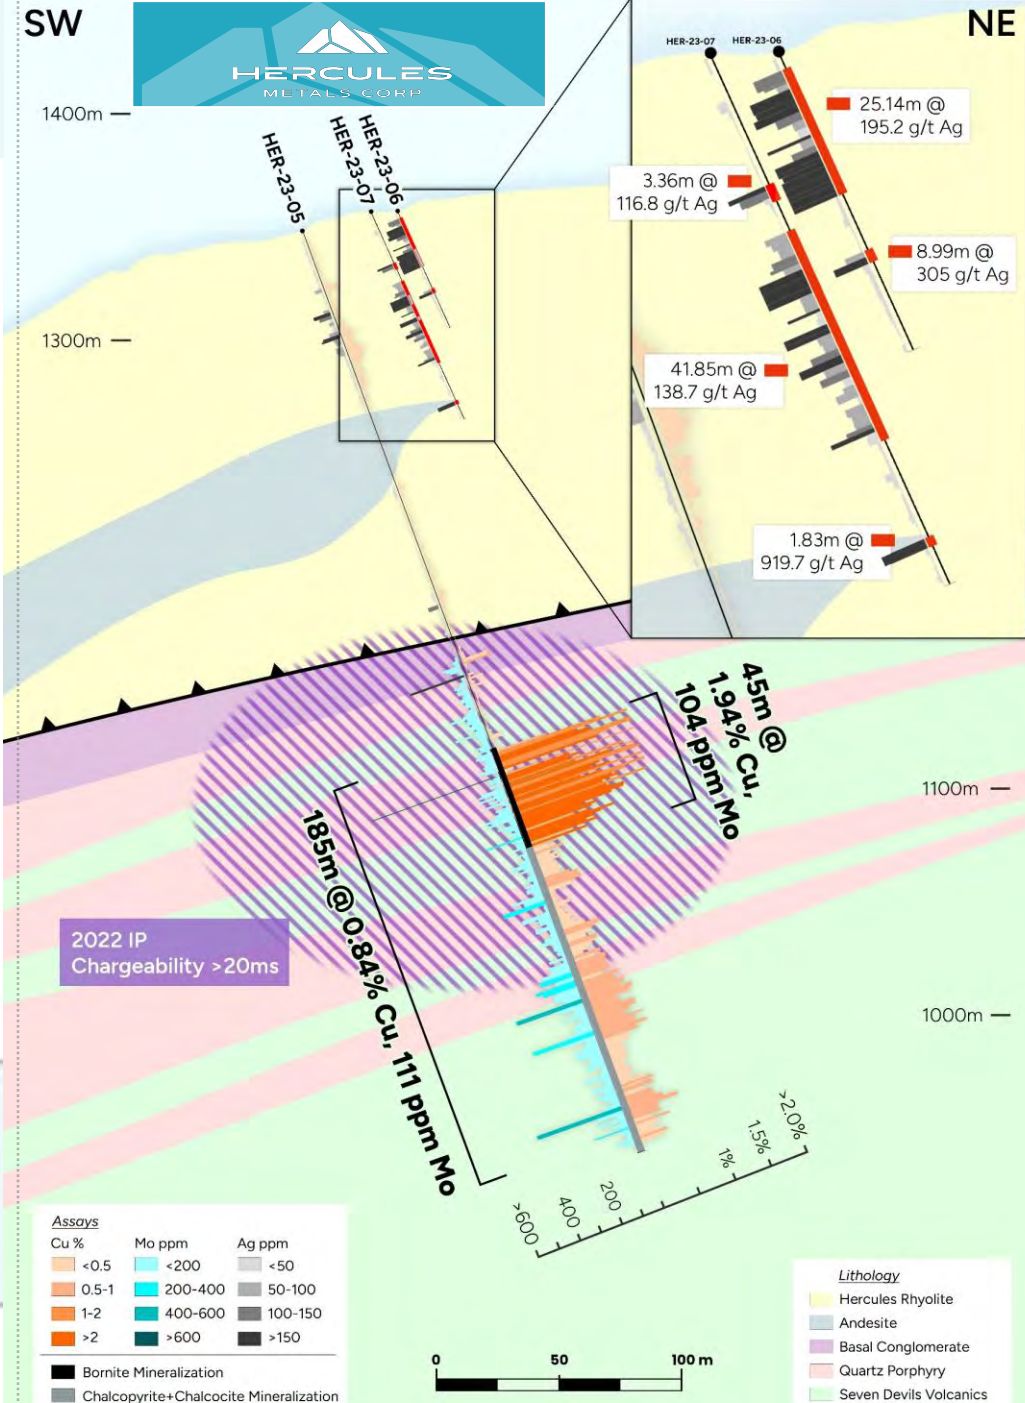 SW
HERCULES
METALS CORP
NE
1400m
1300m
1100m
1000m
HER-23-05
HER-23-07
HER-23-06
HER-23-07
HER-23-06
25.14m @
195.2 g/t Ag
3.36m @
116.8 g/t Ag
8.99m @
305 g/t Ag
41.85m @
138.7 g/t Ag
1.83m @
919.7 g/t Ag
45m @
1.94% Cu,
104 ppm Mo
185m @ 0.84% Cu, 111 ppm Mo
2022 IP
Chargeability >20ms
>600
400
200
1%
1.5%
>2.0%
Assays
Cu % Mo ppm Ag ppm
<0.5 <200 <50
0.5-1 200-400 50-100
1-2 400-600 100-150
>2 >600 >150
Bornite Mineralization
Chalcopyrite+Chalcocite Mineralization
0 50 100 m
Lithology
Hercules Rhyolite
Andesite
Basal Conglomerate
Quartz Porphyry
Seven Devils Volcanics